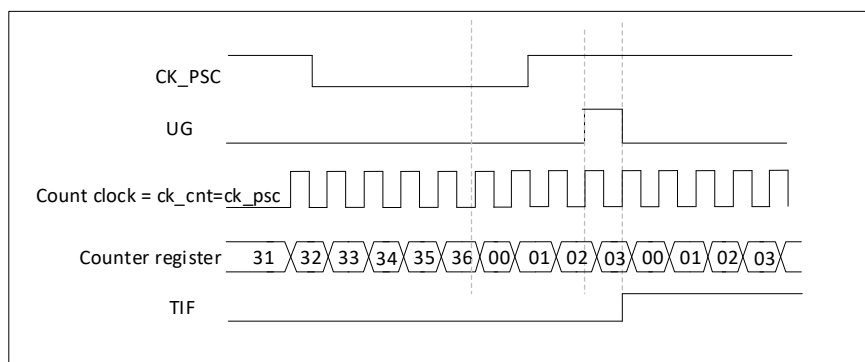 CK_PSC
UG
Count clock = ck_cnt=ck_psc
Counter register 31 32 33 34 35 36 00 01 02 03 00 01 02 03
TIF